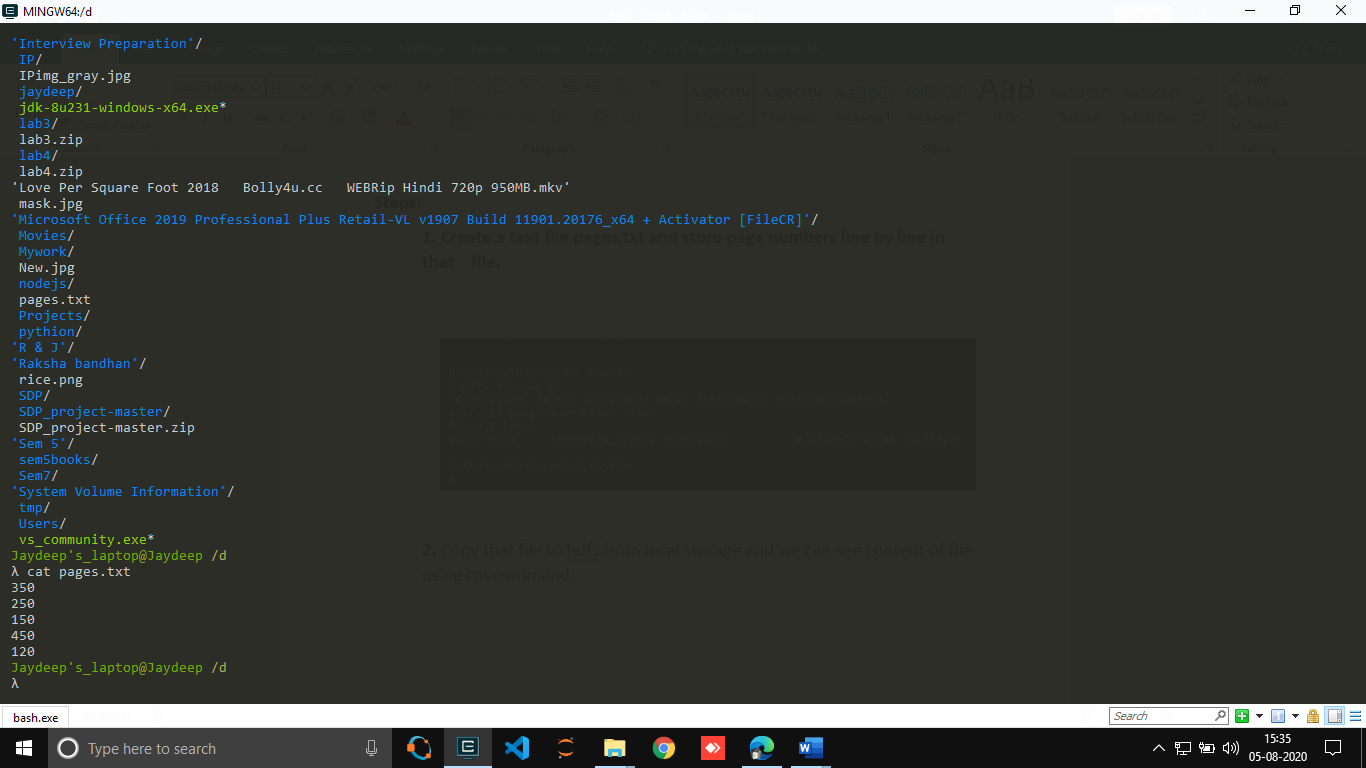 MINGW64:/d
'Interview Preparation'/
IP/
IPimg_gray.jpg
jaydeep/
jdk-8u231-windows-x64.exe*
lab3/
lab3.zip
lab4/
lab4.zip
'Love Per Square Foot 2018   Bolly4u.cc   WEBRip Hindi 720p 950MB.mkv'
mask.jpg
Steps:
'Microsoft Office 2019 Professional Plus Retail-VL v1907 Build 11901.20176_x64 + Activator [FileCR]'/
Movies/
1. Create a text file pages.txt and store page numbers line by line in
Mywork/
that    file.
New.jpg
nodejs/
pages.txt
Projects/
pythion/
'R & J'/
'Raksha bandhan'/
rice.png
SDP/
SDP_project-master/
SDP_project-master.zip
'Sem 5'/
sem5books/
Sem7/
'System Volume Information'/
tmp/
Users/
vs_community.exe*
2. Copy that file to hdfs from local storage and we can see content of file
using cat command.
Jaydeep's_laptop@Jaydeep /d
λ cat pages.txt
350
250
150
450
120
Jaydeep's_laptop@Jaydeep /d
λ
bash.exe
Search
Type here to search
15:35
05-08-2020